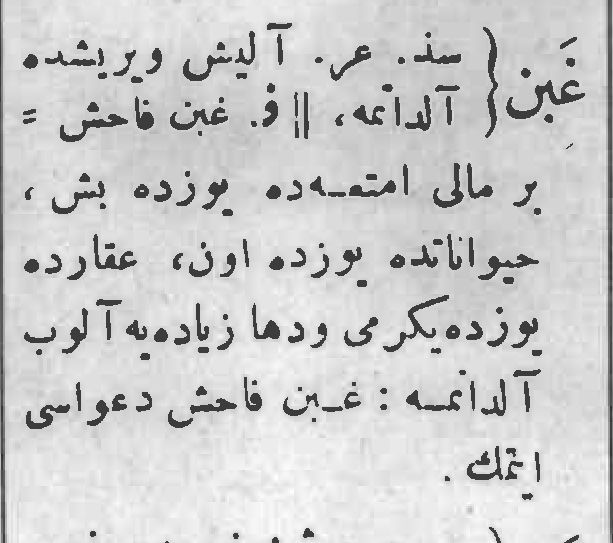 غَبن { سذ. عر. آلیش ویریشده
آلدانمه، || ف. غبن فاحش =
بر مالی امتعه‌ده یوزده بش،
حیواناتده یوزده اون، عقارده
یوزده یکرمی ودها زیاده‌یه آلوب
آلدانمه : غبن فاحش دعواسی
ایتمك .